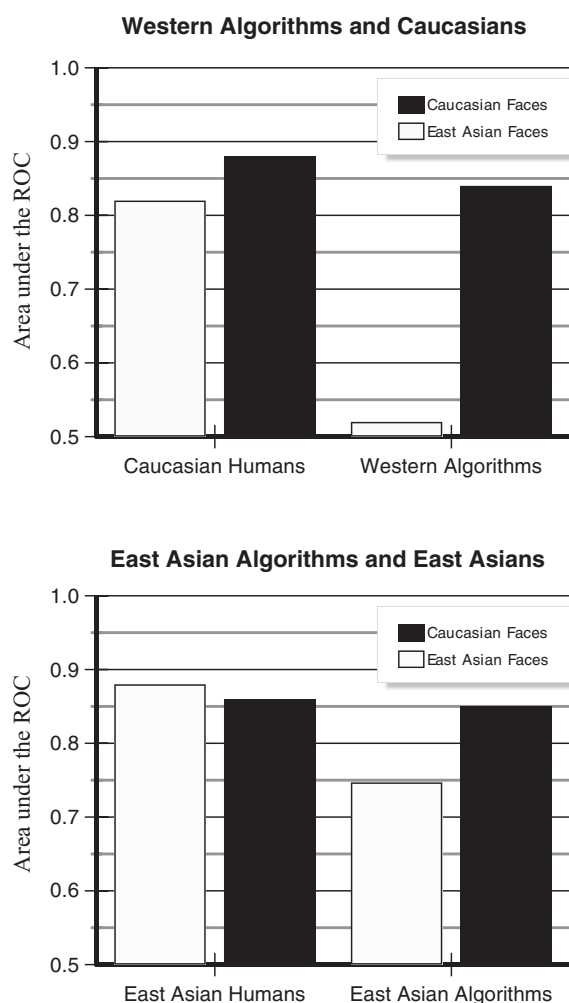 Western Algorithms and Caucasians
1.0
0.9
0.8
0.7
0.6
0.5
Area under the ROC
Caucasian Faces
East Asian Faces
Caucasian Humans
Western Algorithms
East Asian Algorithms and East Asians
1.0
0.9
0.8
0.7
0.6
0.5
Area under the ROC
Caucasian Faces
East Asian Faces
East Asian Humans
East Asian Algorithms